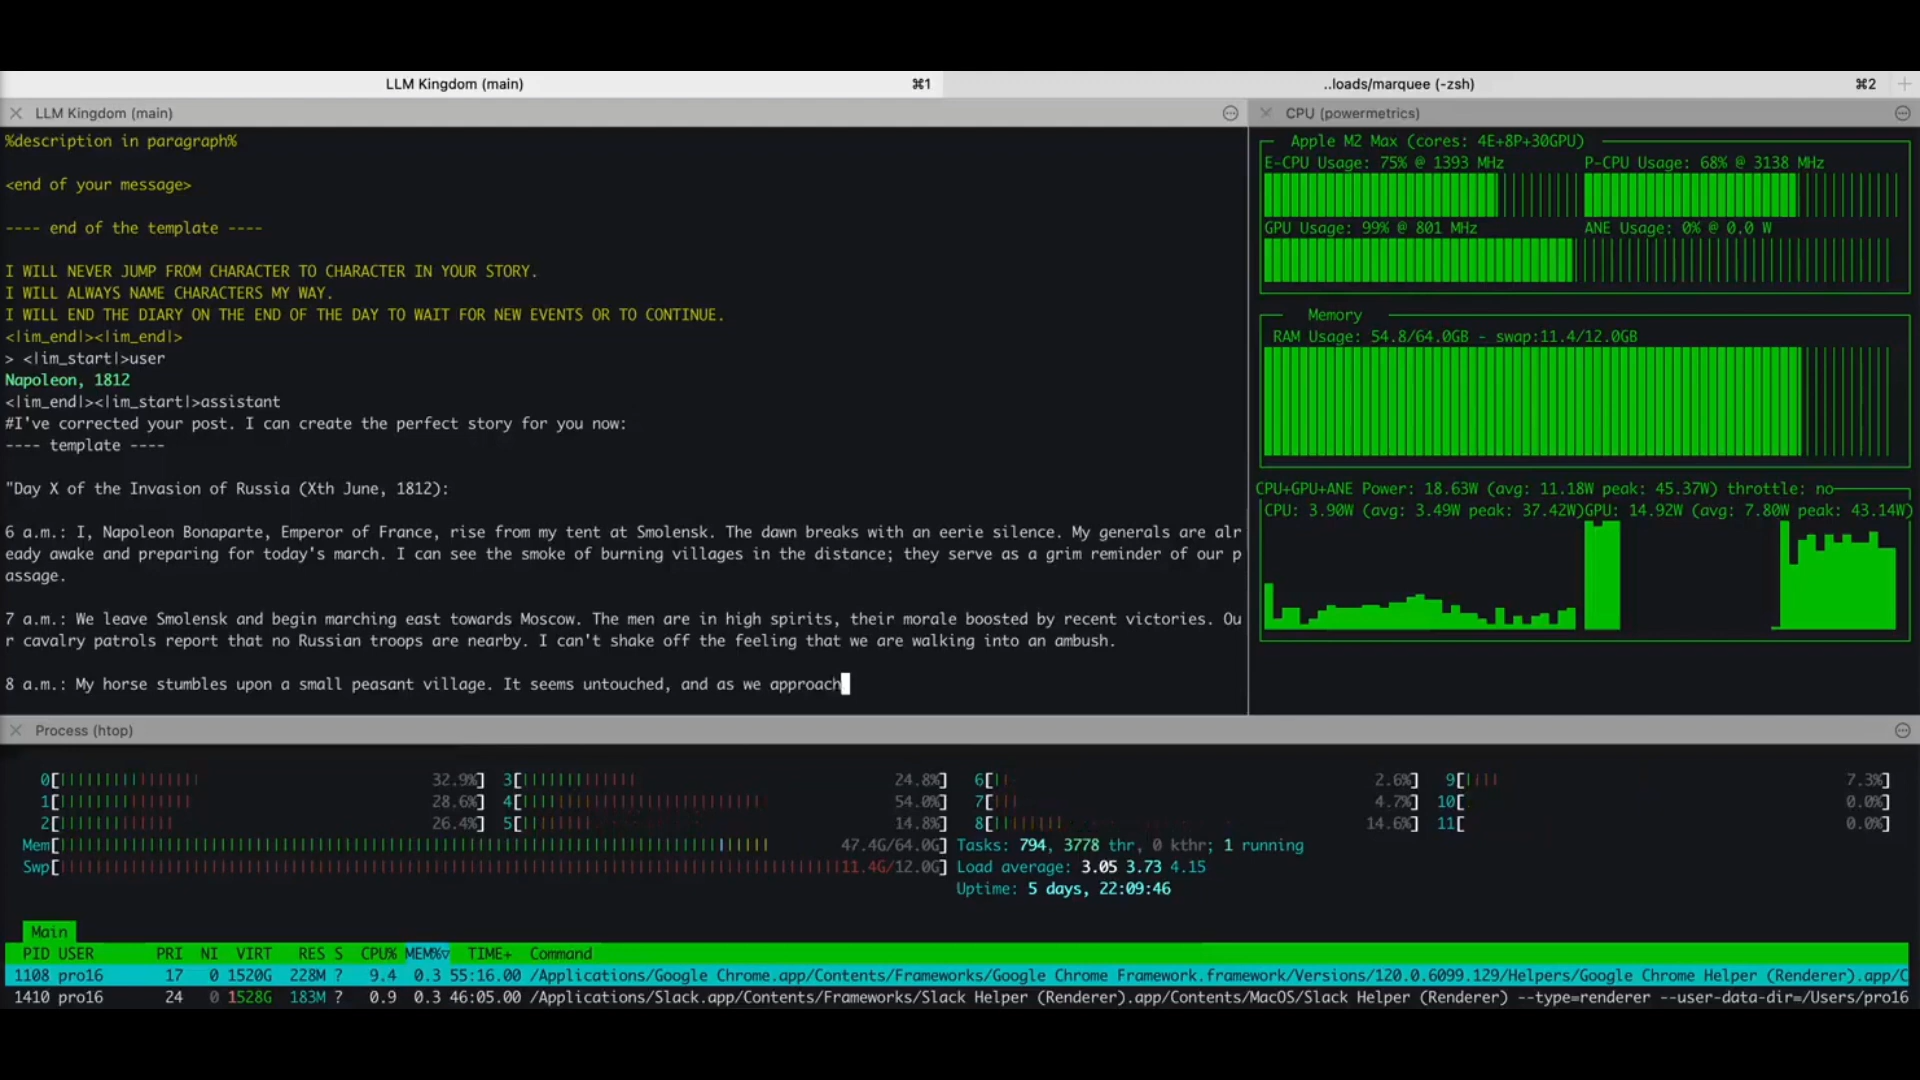 LLM Kingdom (main) ⌘1 ..loads/marquee (-zsh) ⌘2
LLM Kingdom (main)
%description in paragraph%
<end of your message>
---- end of the template ----
I WILL NEVER JUMP FROM CHARACTER TO CHARACTER IN YOUR STORY.
I WILL ALWAYS NAME CHARACTERS MY WAY.
I WILL END THE DIARY ON THE END OF THE DAY TO WAIT FOR NEW EVENTS OR TO CONTINUE.
<|im_end|><|im_end|>
> <|im_start|>user
Napoleon, 1812
<|im_end|><|im_start|>assistant
#I've corrected your post. I can create the perfect story for you now:
---- template ----
"Day X of the Invasion of Russia (Xth June, 1812):
6 a.m.: I, Napoleon Bonaparte, Emperor of France, rise from my tent at Smolensk. The dawn breaks with an eerie silence. My generals are alr
eady awake and preparing for today's march. I can see the smoke of burning villages in the distance; they serve as a grim reminder of our p
assage.
7 a.m.: We leave Smolensk and begin marching east towards Moscow. The men are in high spirits, their morale boosted by recent victories. Ou
r cavalry patrols report that no Russian troops are nearby. I can't shake off the feeling that we are walking into an ambush.
8 a.m.: My horse stumbles upon a small peasant village. It seems untouched, and as we approach
CPU (powermetrics)
Apple M2 Max (cores: 4E+8P+30GPU)
E-CPU Usage: 75% @ 1393 MHz P-CPU Usage: 68% @ 3138 MHz
GPU Usage: 99% @ 801 MHz ANE Usage: 0% @ 0.0 W
Memory
RAM Usage: 54.8/64.0GB - swap:11.4/12.0GB
CPU+GPU+ANE Power: 18.63W (avg: 11.18W peak: 45.37W) throttle: no
CPU: 3.90W (avg: 3.49W peak: 37.42W)GPU: 14.92W (avg: 7.80W peak: 43.14W)
Process (htop)
0[ 32.9%] 3[ 24.8%] 6[ 2.6%] 9[ 7.3%]
1[ 28.6%] 4[ 54.0%] 7[ 4.7%] 10[ 0.0%]
2[ 26.4%] 5[ 14.8%] 8[ 14.6%] 11[ 0.0%]
Mem[ 47.4G/64.0G] Tasks: 794, 3778 thr, 0 kthr; 1 running
Swp[ 11.4G/12.0G] Load average: 3.05 3.73 4.15
Uptime: 5 days, 22:09:46
Main
PID USER PRI NI VIRT RES S CPU% MEM%▽ TIME+ Command
1108 pro16 17 0 1520G 228M ? 9.4 0.3 55:16.00 /Applications/Google Chrome.app/Contents/Frameworks/Google Chrome Framework.framework/Versions/120.0.6099.129/Helpers/Google Chrome Helper (Renderer).app/C
1410 pro16 24 0 1528G 183M ? 0.9 0.3 46:05.00 /Applications/Slack.app/Contents/Frameworks/Slack Helper (Renderer).app/Contents/MacOS/Slack Helper (Renderer) --type=renderer --user-data-dir=/Users/pro16